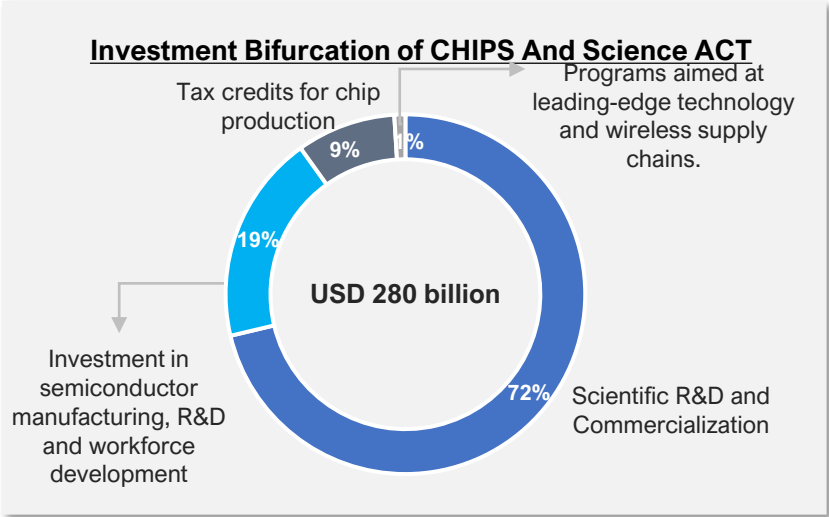 Investment Bifurcation of CHIPS And Science ACT
Tax credits for chip
production
Programs aimed at
leading-edge technology
and wireless supply
chains.
9%
1%
19%
USD 280 billion
Investment in
semiconductor
manufacturing, R&D
and workforce
development
72%
Scientific R&D and
Commercialization